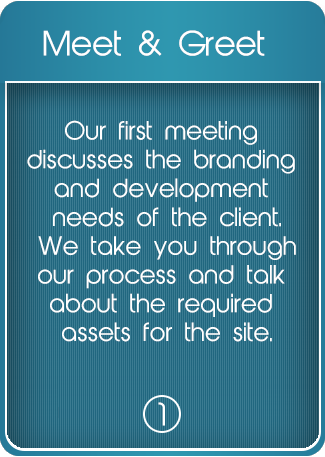 Meet & Greet
Our first meeting
discusses the branding
and development
needs of the client.
We take you through
our process and talk
about the required
assets for the site.
1